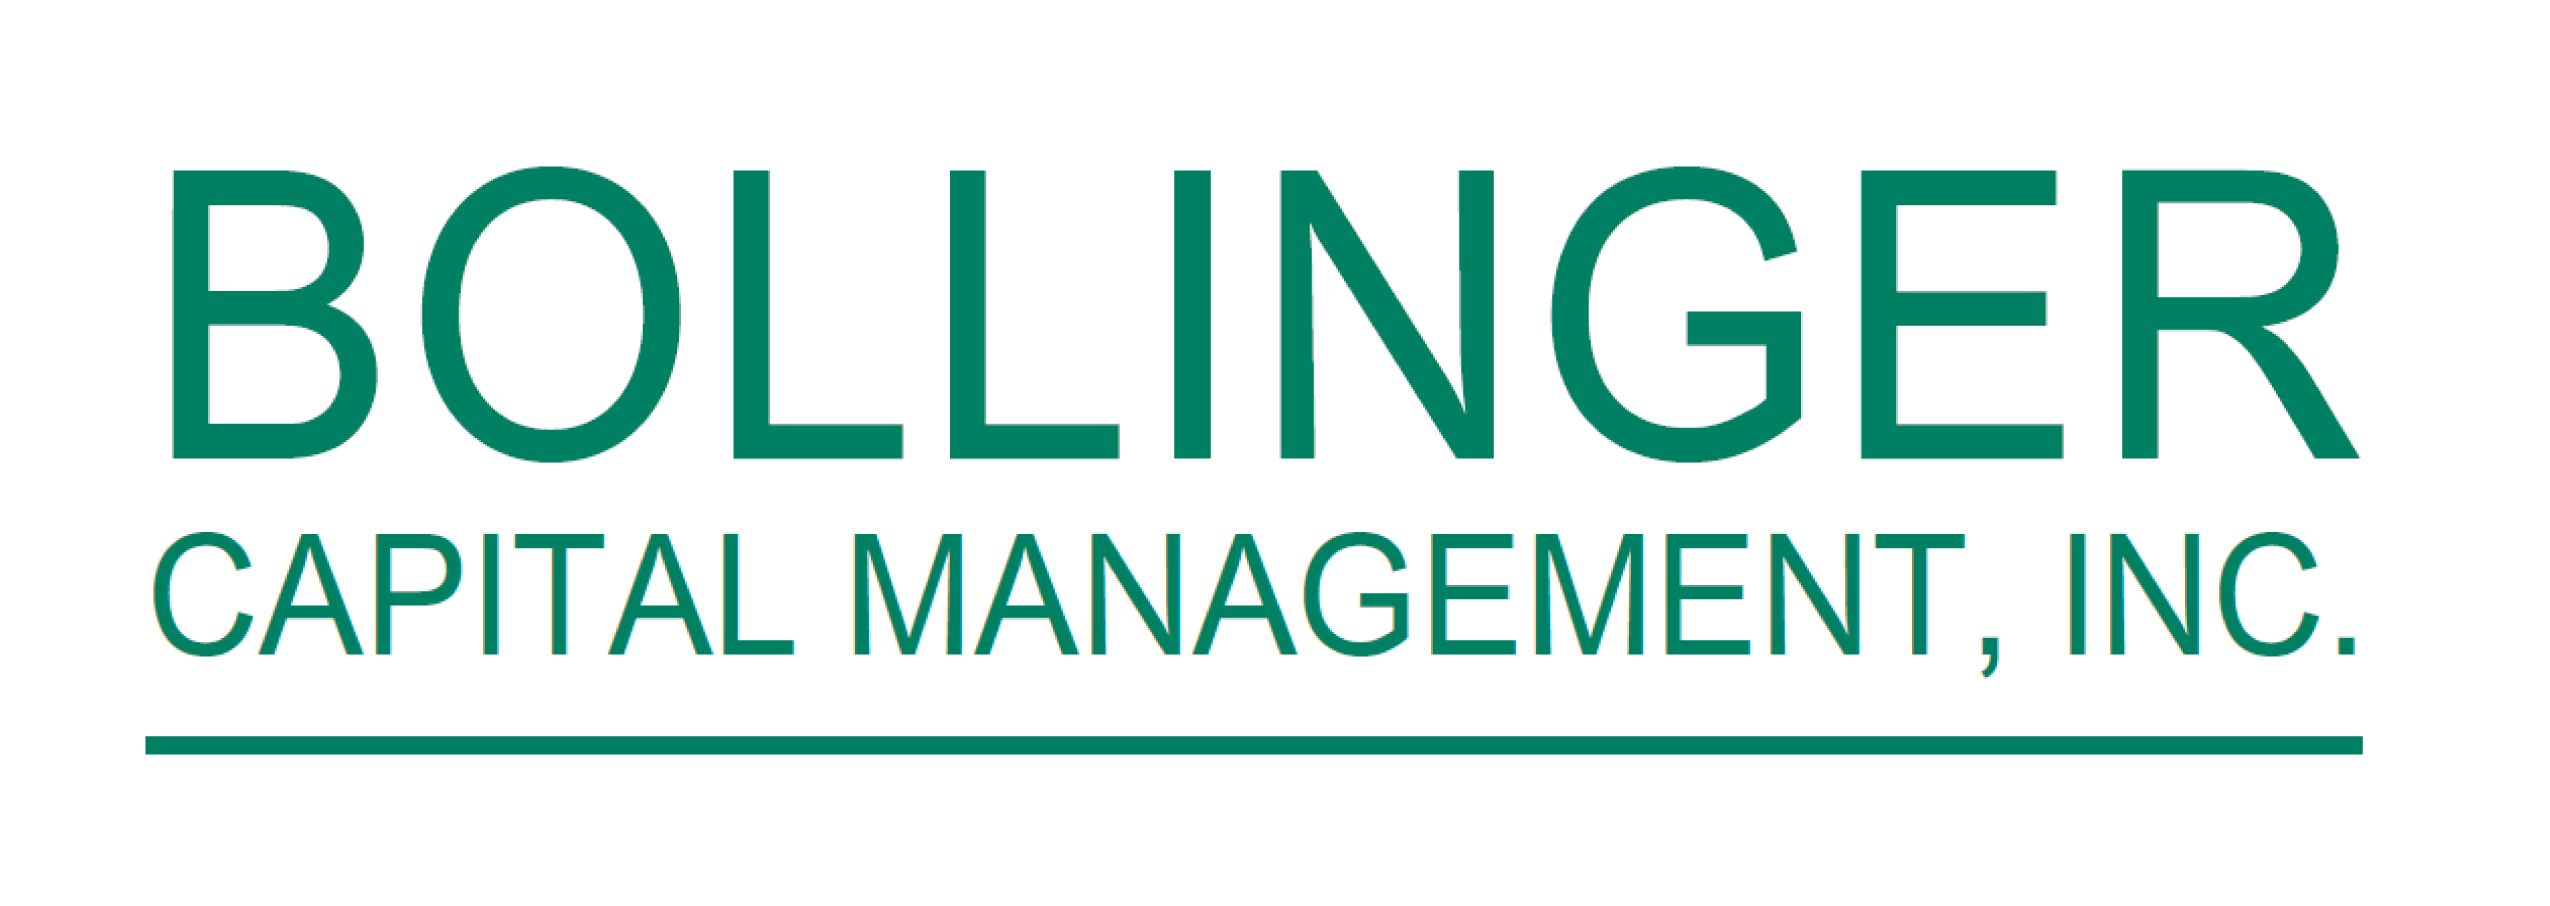 BOLLINGER
CAPITAL MANAGEMENT, INC.